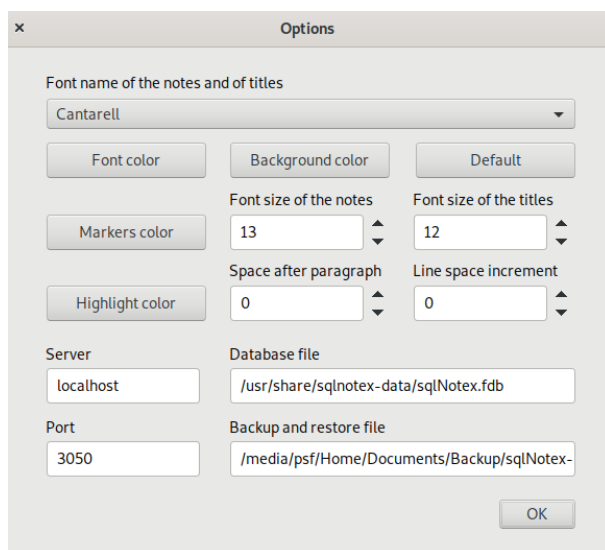 ×
Options
Font name of the notes and of titles
Cantarell
Font color Background color Default
Font size of the notes Font size of the titles
Markers color 13 12
Space after paragraph Line space increment
Highlight color 0 0
Server Database file
localhost /usr/share/sqlnotex-data/sqlNotex.fdb
Port Backup and restore file
3050 /media/psf/Home/Documents/Backup/sqlNotex-
OK